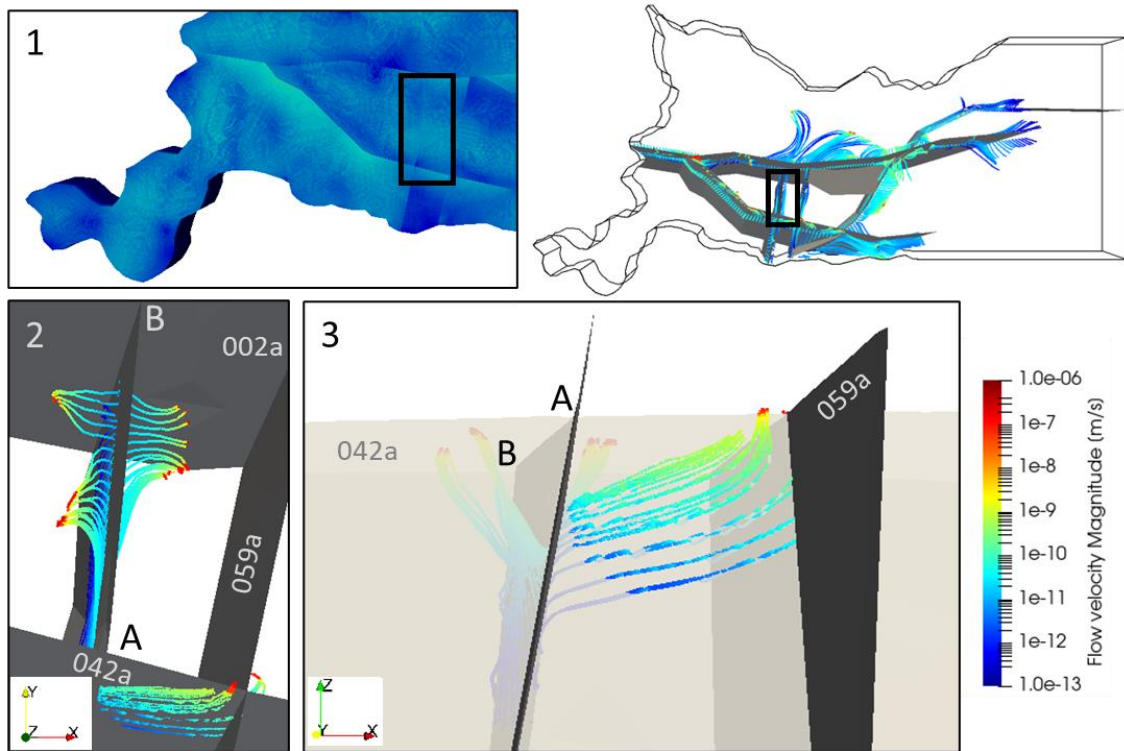 1
2
B
002a
059a
A
042a
Y
Z
X
3
A
059a
042a
B
Z
Y
X
1.0e-06
1e-7
1e-8
1e-9
1e-10
1e-11
1e-12
1.0e-13
Flow velocity Magnitude (m/s)